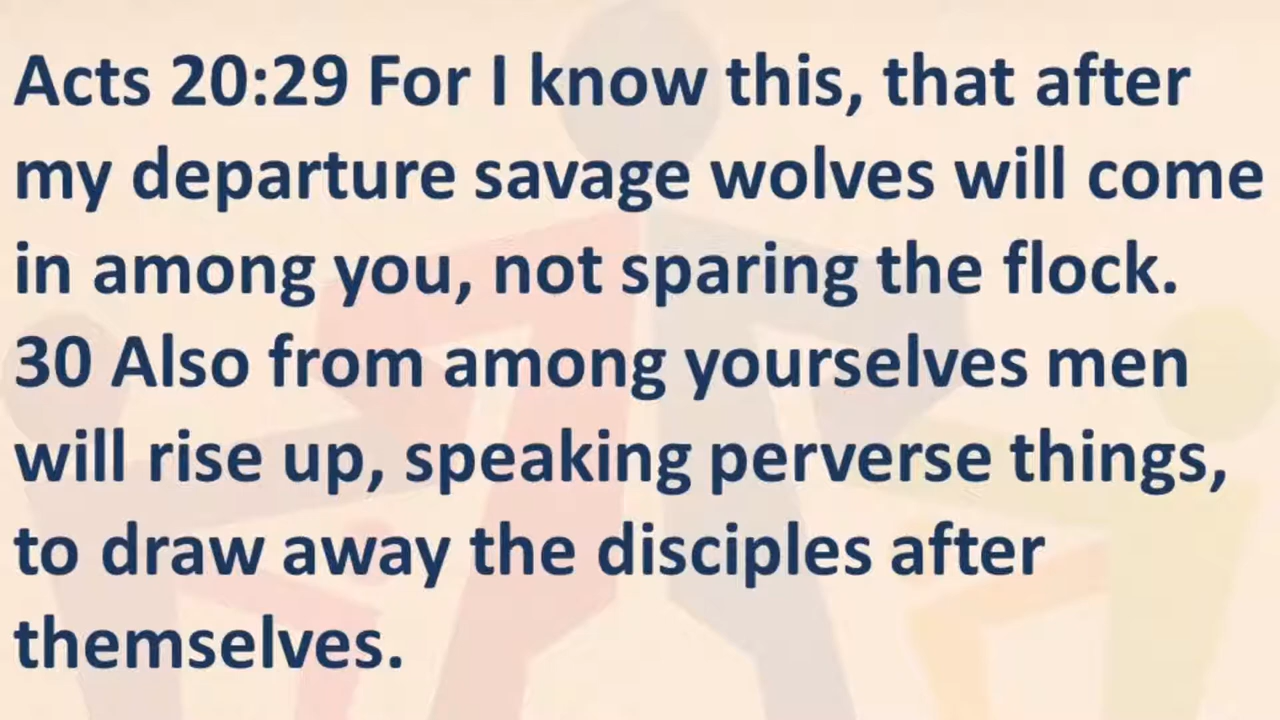 Acts 20:29 For I know this, that after
my departure savage wolves will come
in among you, not sparing the flock.
30 Also from among yourselves men
will rise up, speaking perverse things,
to draw away the disciples after
themselves.